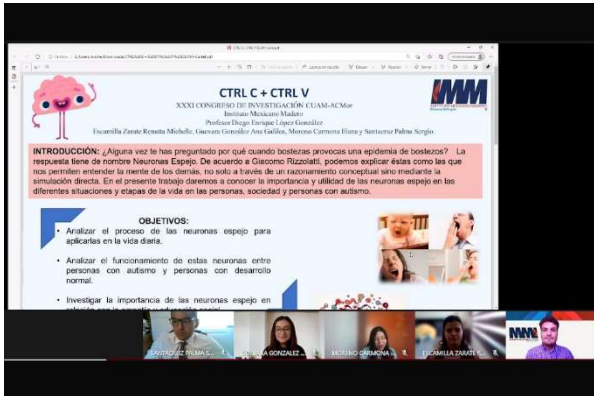 CTRL C + CTRL V
XXXI CONGRESO DE INVESTIGACIÓN CUAM-ACMor
Instituto Mexicano Madero
Profesor Diego Enrique López González
Escamilla Zarate Renatta Michelle, Guevara González Ana Galilea, Moreno Carmona Eliana y Santacruz Palma Sergio.
IMM
INTRODUCCIÓN: ¿Alguna vez te has preguntado por qué cuando bostezas provocas una epidemia de bostezos? La
respuesta tiene de nombre Neuronas Espejo. De acuerdo a Giacomo Rizzolatti, podemos explicar éstas como las que
nos permiten entender la mente de los demás, no solo a través de un razonamiento conceptual sino mediante la
simulación directa. En el presente trabajo daremos a conocer la importancia y utilidad de las neuronas espejo en las
diferentes situaciones y etapas de la vida en las personas, sociedad y personas con autismo.
OBJETIVOS:
• Analizar el proceso de las neuronas espejo para
aplicarlas en la vida diaria.
• Analizar el funcionamiento de estas neuronas entre
personas con autismo y personas con desarrollo
normal.
• Investigar la importancia de las neuronas espejo en
SANTACRUZ PALMA S...
GONZALEZ
MORENO CARMONA
ESCAMILLA ZARATE
IMM